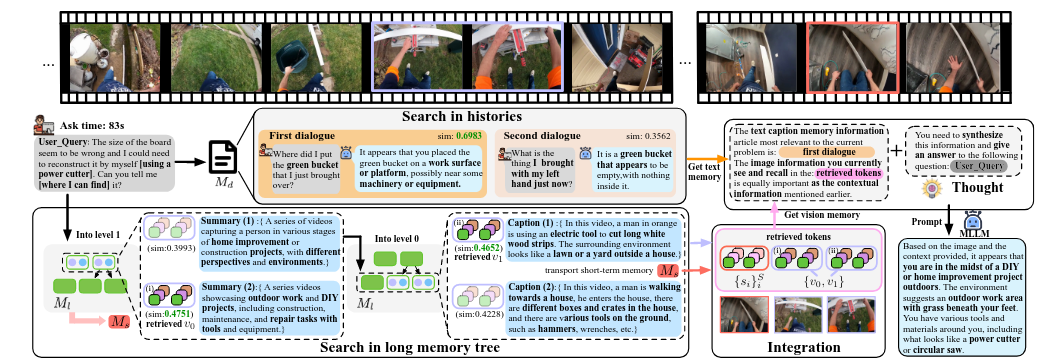 ...
...
Ask time: 83s
User_Query: The size of the board
seem to be wrong and I could need
to reconstruct it by myself [using a
power cutter]. Can you tell me
[where I can find] it?
M_d
Search in histories
First dialogue
sim: 0.6983
Where did I put
the green bucket
that I just brought
over?
It appears that you placed the
green bucket on a work surface
or platform, possibly near some
machinery or equipment.
Second dialogue
sim: 0.3562
What is the
thing I brought
with my left
hand just now?
It is a green bucket
that appears to be
empty,with nothing
inside it.
Get text
memory
The text caption memory information
article most relevant to the current
problem is: first dialogue
The image information you currently
see and recall in the: retrieved tokens
is equally important as the contextual
information mentioned earlier.
+
You need to synthesize
this information and give
an answer to the following
question: User_Query
Thought
Get vision memory
Prompt
MLLM
Into level 1
M_l
M_s
(sim:0.3993)
Summary (1) :{ A series of videos
capturing a person in various stages
of home improvement or
construction projects, with different
perspectives and environments.}
(i)
(sim:0.4751)
retrieved v_0
Summary (2):{ A series videos
showcasing outdoor work and DIY
projects, including construction,
maintenance, and repair tasks with
tools and equipment.}
Into level 0
M_l
(ii)
(sim:0.4652)
retrieved v_1
Caption (1) :{ In this video, a man in orange
is using an electric tool to cut long white
wood strips. The surrounding environment
looks like a lawn or a yard outside a house.}
transport short-term memory M_s
(sim:0.4228)
Caption (2): { In this video, a man is walking
towards a house, he enters the house, there
are different boxes and crates in the house,
and there are various tools on the ground,
such as hammers, wrenches, etc.}
Search in long memory tree
retrieved tokens
(i)
(ii)
{s_i}_i^S
{v_0, v_1}
Integration
Based on the image and the
context provided, it appears that
you are in the midst of a DIY
or home improvement project
outdoors. The environment
suggests an outdoor work area
with grass beneath your feet.
You have various tools and
materials around you, including
what looks like a power cutter
or circular saw.